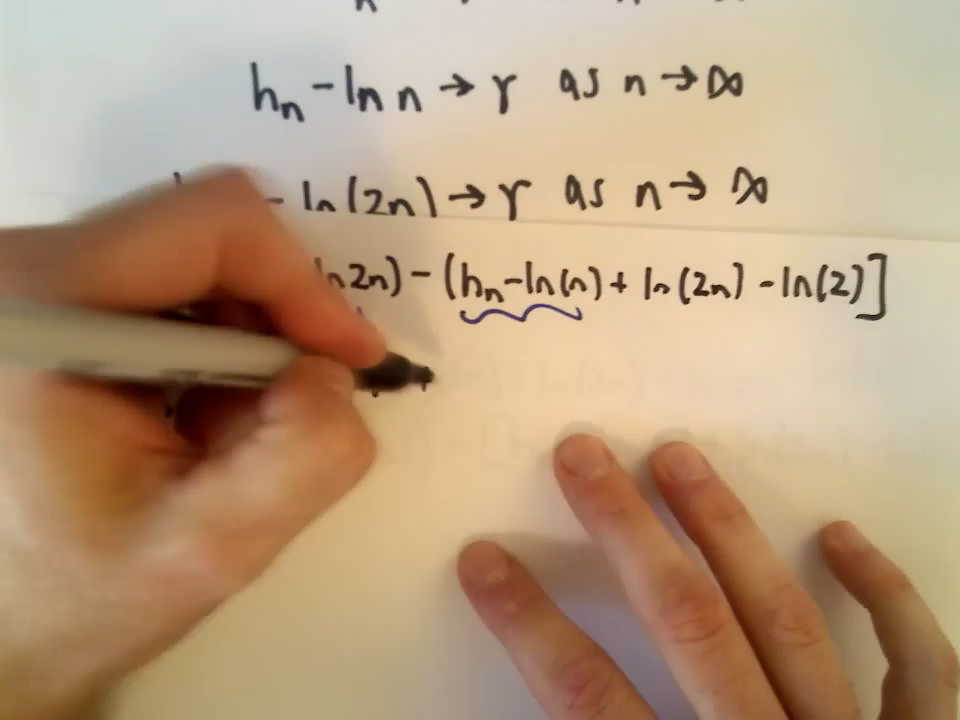 hn - ln n → γ as n → ∞
- ln(2n) → γ as n → ∞
ln2n) - (hn - ln(n) + ln(2n) - ln(2)]